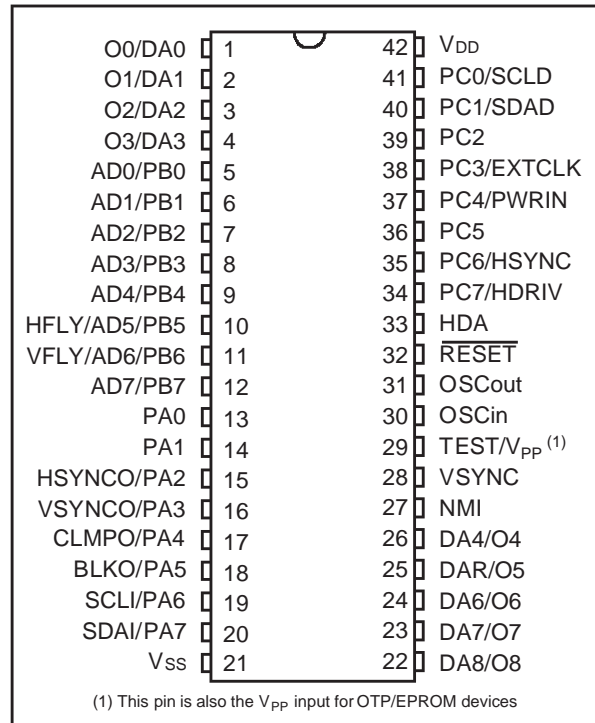 O0/DA0 1 42 VDD
O1/DA1 2 41 PC0/SCLD
O2/DA2 3 40 PC1/SDAD
O3/DA3 4 39 PC2
AD0/PB0 5 38 PC3/EXTCLK
AD1/PB1 6 37 PC4/PWRIN
AD2/PB2 7 36 PC5
AD3/PB3 8 35 PC6/HSYNC
AD4/PB4 9 34 PC7/HDRIV
HFLY/AD5/PB5 10 33 HDA
VFLY/AD6/PB6 11 32 RESET
AD7/PB7 12 31 OSCout
PA0 13 30 OSCin
PA1 14 29 TEST/VPP (1)
HSYNCO/PA2 15 28 VSYNC
VSYNCO/PA3 16 27 NMI
CLMPO/PA4 17 26 DA4/O4
BLKO/PA5 18 25 DAR/O5
SCLI/PA6 19 24 DA6/O6
SDAI/PA7 20 23 DA7/O7
VSS 21 22 DA8/O8
(1) This pin is also the VPP input for OTP/EPROM devices